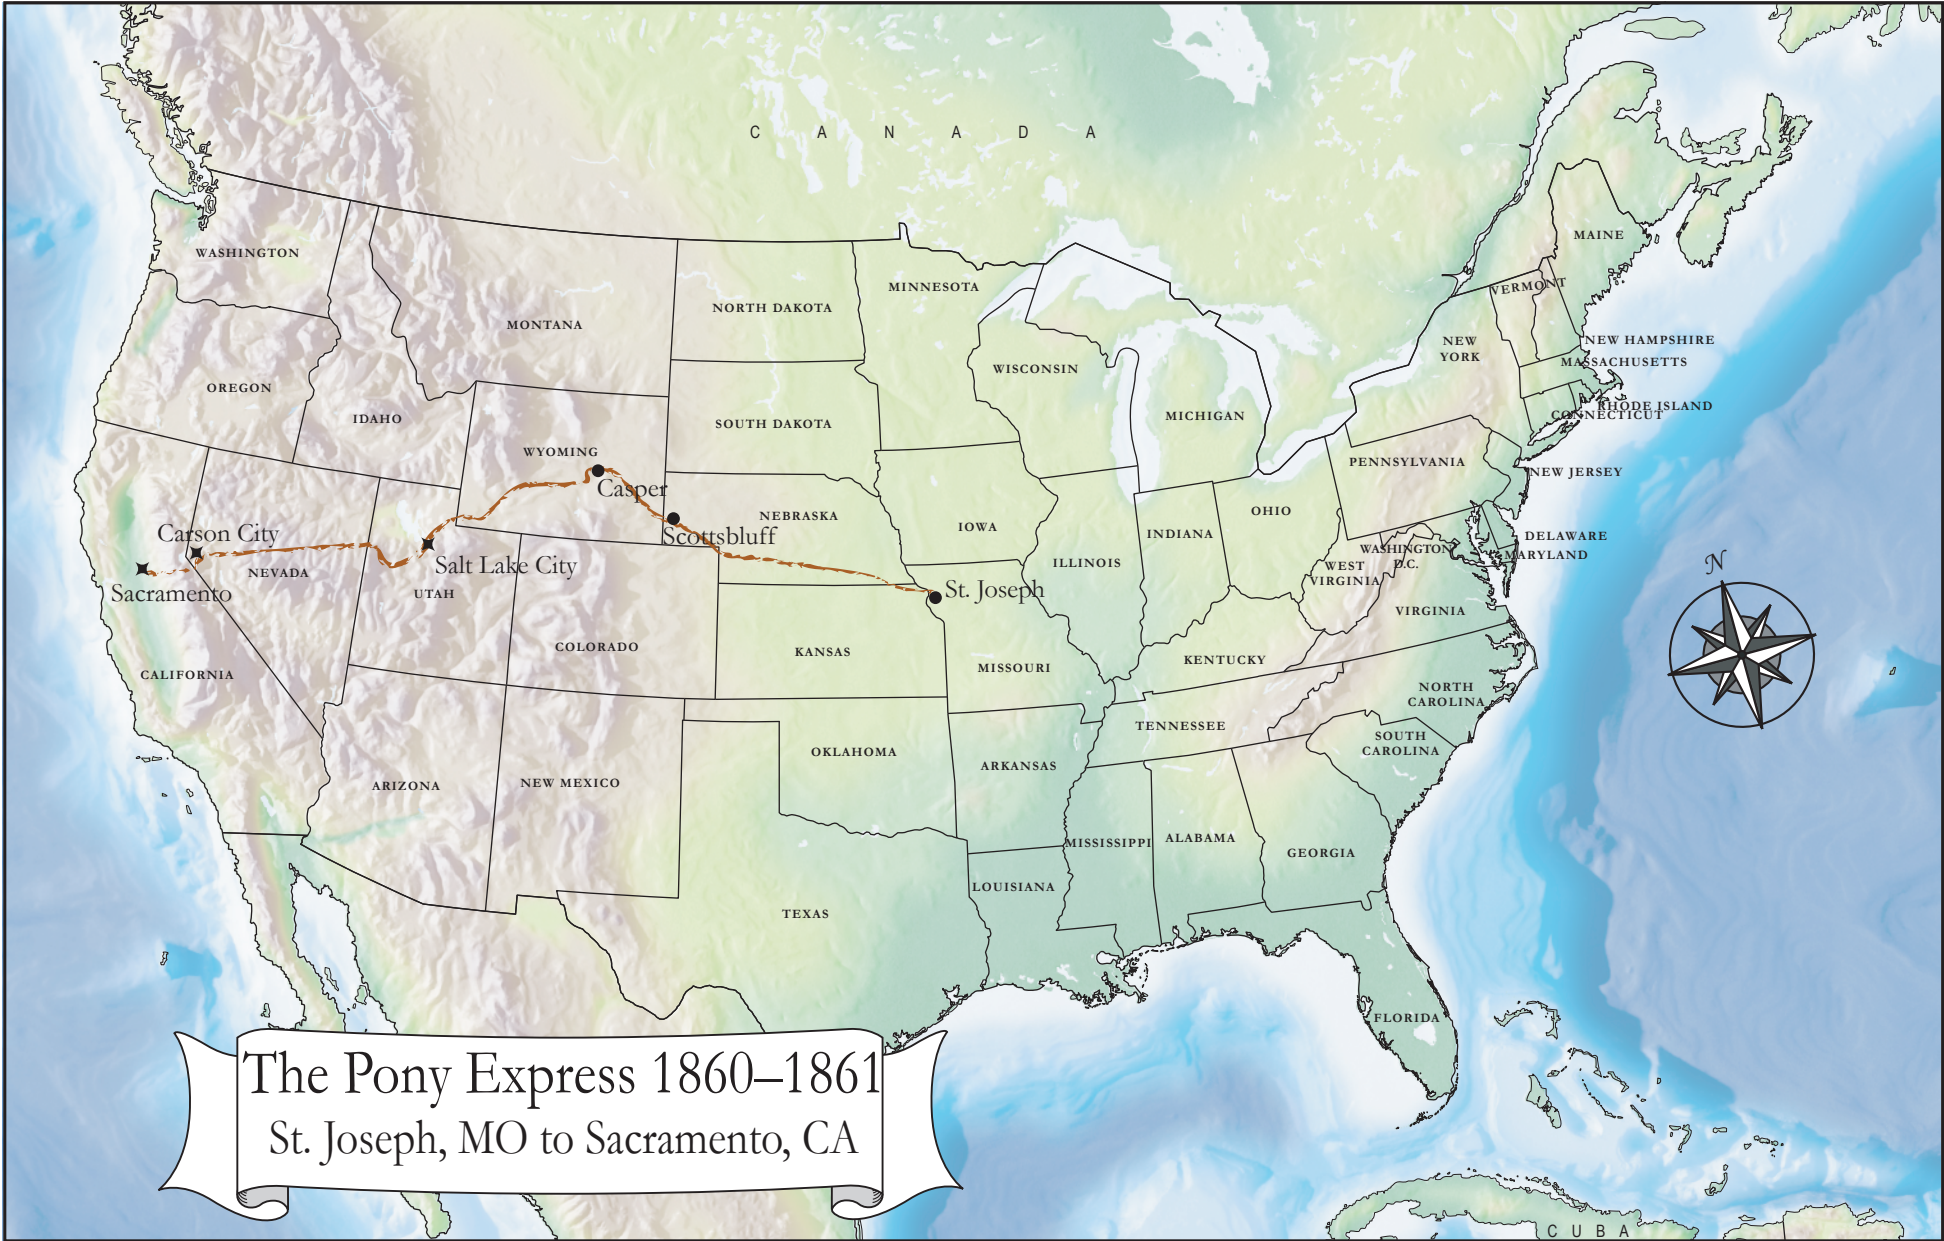 C A N A D A
WASHINGTON
MONTANA
NORTH DAKOTA
MINNESOTA
MAINE
VERMONT
NEW HAMPSHIRE
MASSACHUSETTS
NEW
YORK
WISCONSIN
MICHIGAN
RHODE ISLAND
CONNECTICUT
OREGON
IDAHO
SOUTH DAKOTA
WYOMING
Casper
PENNSYLVANIA
NEW JERSEY
Scottsbluff
NEBRASKA
IOWA
ILLINOIS
INDIANA
OHIO
DELAWARE
MARYLAND
WASHINGTON
D.C.
WEST
VIRGINIA
VIRGINIA
N
Carson City
NEVADA
Sacramento
Salt Lake City
UTAH
St. Joseph
COLORADO
KANSAS
MISSOURI
KENTUCKY
CALIFORNIA
NORTH
CAROLINA
TENNESSEE
SOUTH
CAROLINA
ARIZONA
NEW MEXICO
OKLAHOMA
ARKANSAS
MISSISSIPPI
ALABAMA
GEORGIA
LOUISIANA
TEXAS
FLORIDA
The Pony Express 1860–1861
St. Joseph, MO to Sacramento, CA
C U B A